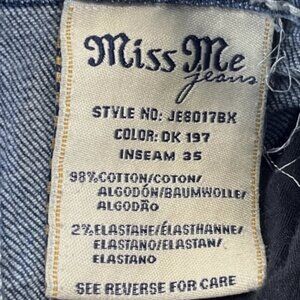 Miss Me
jeans
STYLE NO: JE8017BX
COLOR: DK 197
INSEAM 35
98% COTTON/COTON/
ALGODÓN/BAUMWOLLE/
ALGODÃO
2% ELASTANE/ÉLASTHANNE/
ELASTANO/ELASTAN/
ELASTANO
SEE REVERSE FOR CARE